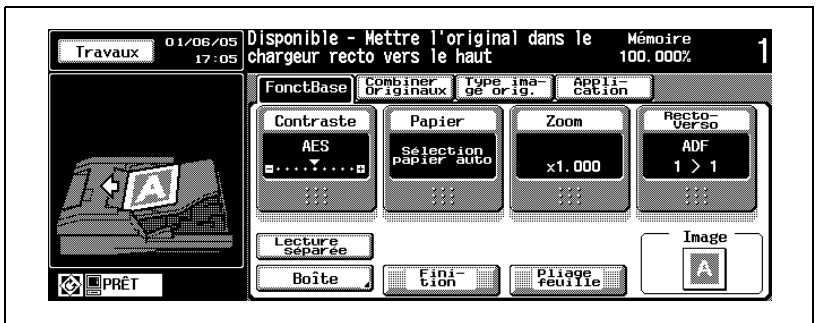 Travaux
01/06/05
17:05
Disponible - Mettre l'original dans le
chargeur recto vers le haut
Mémoire
100.000%
1
FonctBase
Combiner
Originaux
Type ima-
ge orig.
Appli-
cation
Contraste
AES
Papier
Sélection
papier auto
Zoom
x1.000
Recto-
Verso
ADF
1 > 1
A
Lecture
séparée
Image
A
Boîte
Fini-
tion
Pliage
feuille
PRÊT